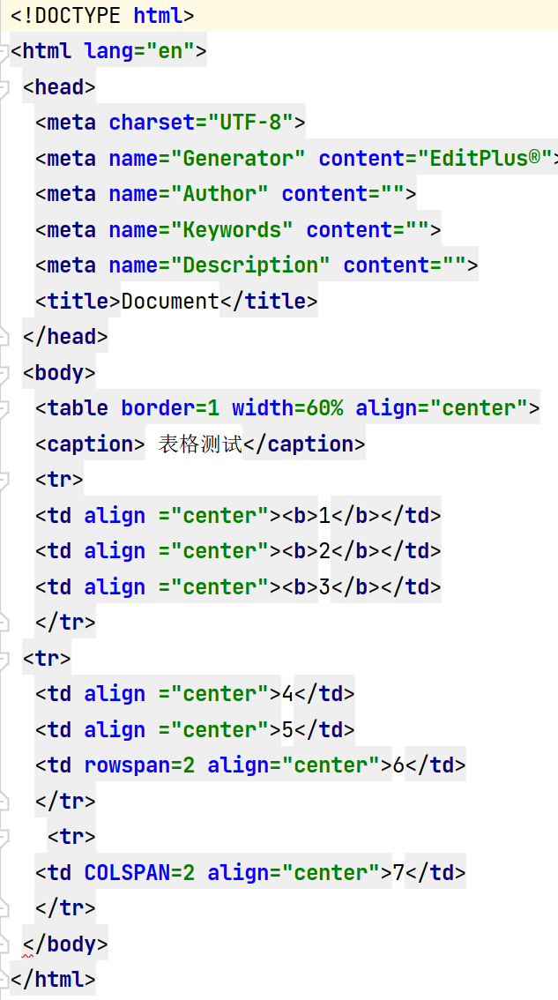 <!DOCTYPE html>
<html lang="en">
<head>
<meta charset="UTF-8">
<meta name="Generator" content="EditPlus®">
<meta name="Author" content="">
<meta name="Keywords" content="">
<meta name="Description" content="">
<title>Document</title>
</head>
<body>
<table border=1 width=60% align="center">
<caption> 表格测试</caption>
<tr>
<td align ="center"><b>1</b></td>
<td align ="center"><b>2</b></td>
<td align ="center"><b>3</b></td>
</tr>
<tr>
<td align ="center">4</td>
<td align ="center">5</td>
<td rowspan=2 align="center">6</td>
</tr>
<tr>
<td COLSPAN=2 align="center">7</td>
</tr>
</body>
</html>